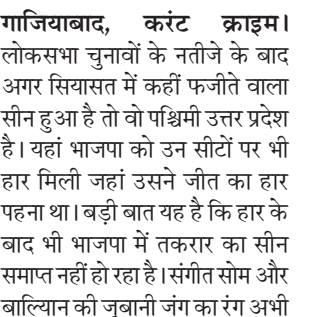 गाजियाबाद, करंट क्राइम।
लोकसभा चुनावों के नतीजे के बाद
अगर सियासत में कहीं फजीते वाला
सीन हुआ है तो वो पश्चिमी उत्तर प्रदेश
है। यहां भाजपा को उन सीटों पर भी
हार मिली जहां उसने जीत का हार
पहना था। बड़ी बात यह है कि हार के
बाद भी भाजपा में तकरार का सीन
समाप्त नहीं हो रहा है। संगीत सोम और
बाल्यिान की जुबानी जंग का रंग अभी